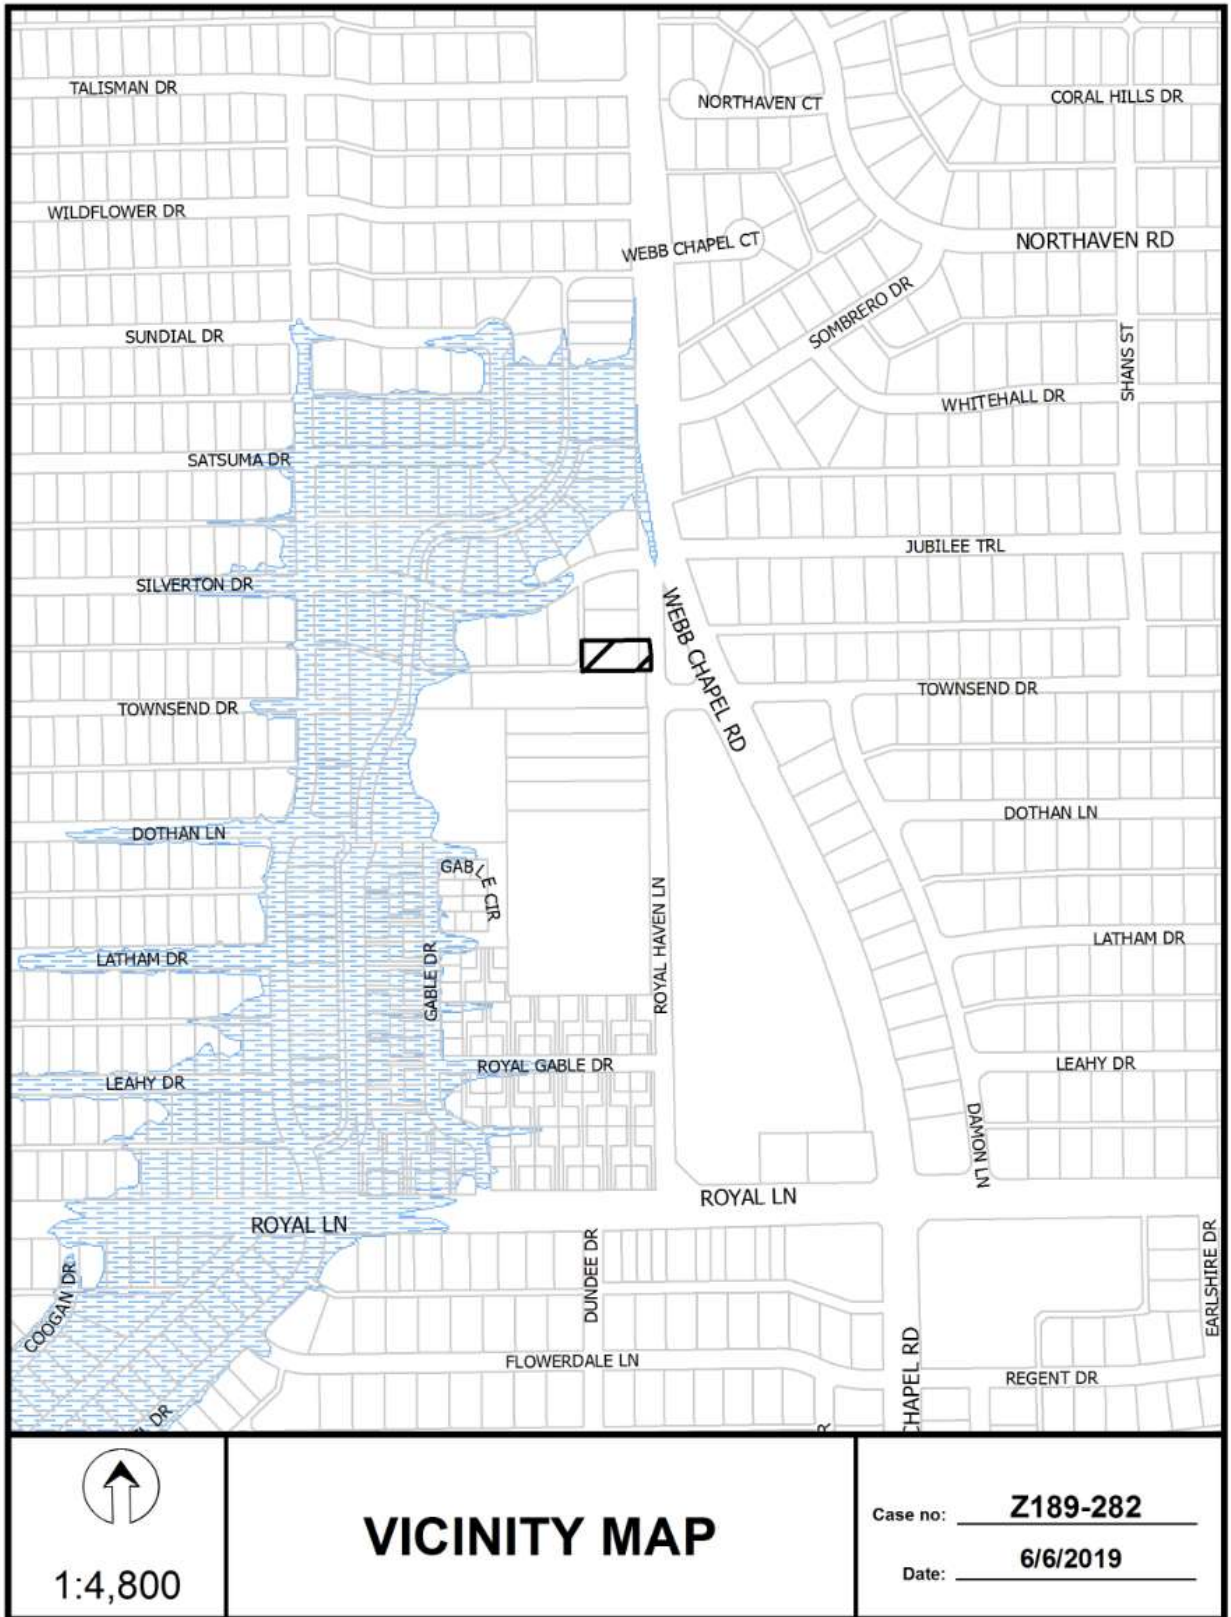 TALISMAN DR
NORTHAVEN CT
CORAL HILLS DR
WILDFLOWER DR
WEBB CHAPEL CT
NORTHAVEN RD
SUNDIAL DR
SOMBRERO DR
SHANS ST
WHITEHALL DR
SATSUMA DR
JUBILEE TRL
SILVERTON DR
WEBB CHAPEL RD
TOWNSEND DR
TOWNSEND DR
DOTHAN LN
DOTHAN LN
GABLE CIR
ROYAL HAVEN LN
LATHAM DR
LATHAM DR
GABLE DR
ROYAL GABLE DR
LEAHY DR
LEAHY DR
DAMON LN
ROYAL LN
ROYAL LN
DUNDEE DR
EARLSHIRE DR
COOGAN DR
FLOWERDALE LN
CHAPEL RD
REGENT DR
DR
R
1:4,800
VICINITY MAP
Case no: Z189-282
Date: 6/6/2019